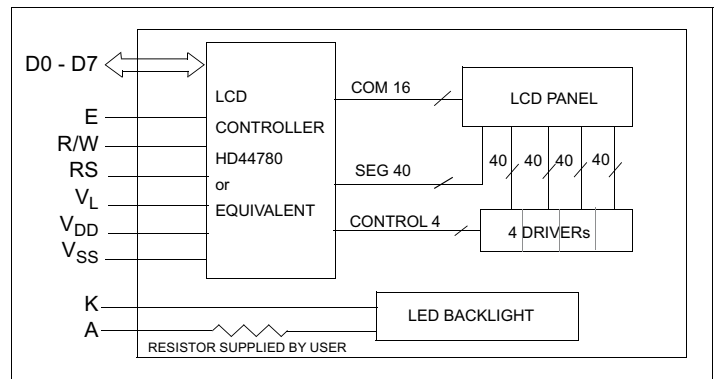 D0 - D7
E
R/W
RS
VL
VDD
VSS
K
A
LCD
CONTROLLER
HD44780
or
EQUIVALENT
COM 16
SEG 40
CONTROL 4
LCD PANEL
40 40 40 40
4 DRIVERs
LED BACKLIGHT
RESISTOR SUPPLIED BY USER